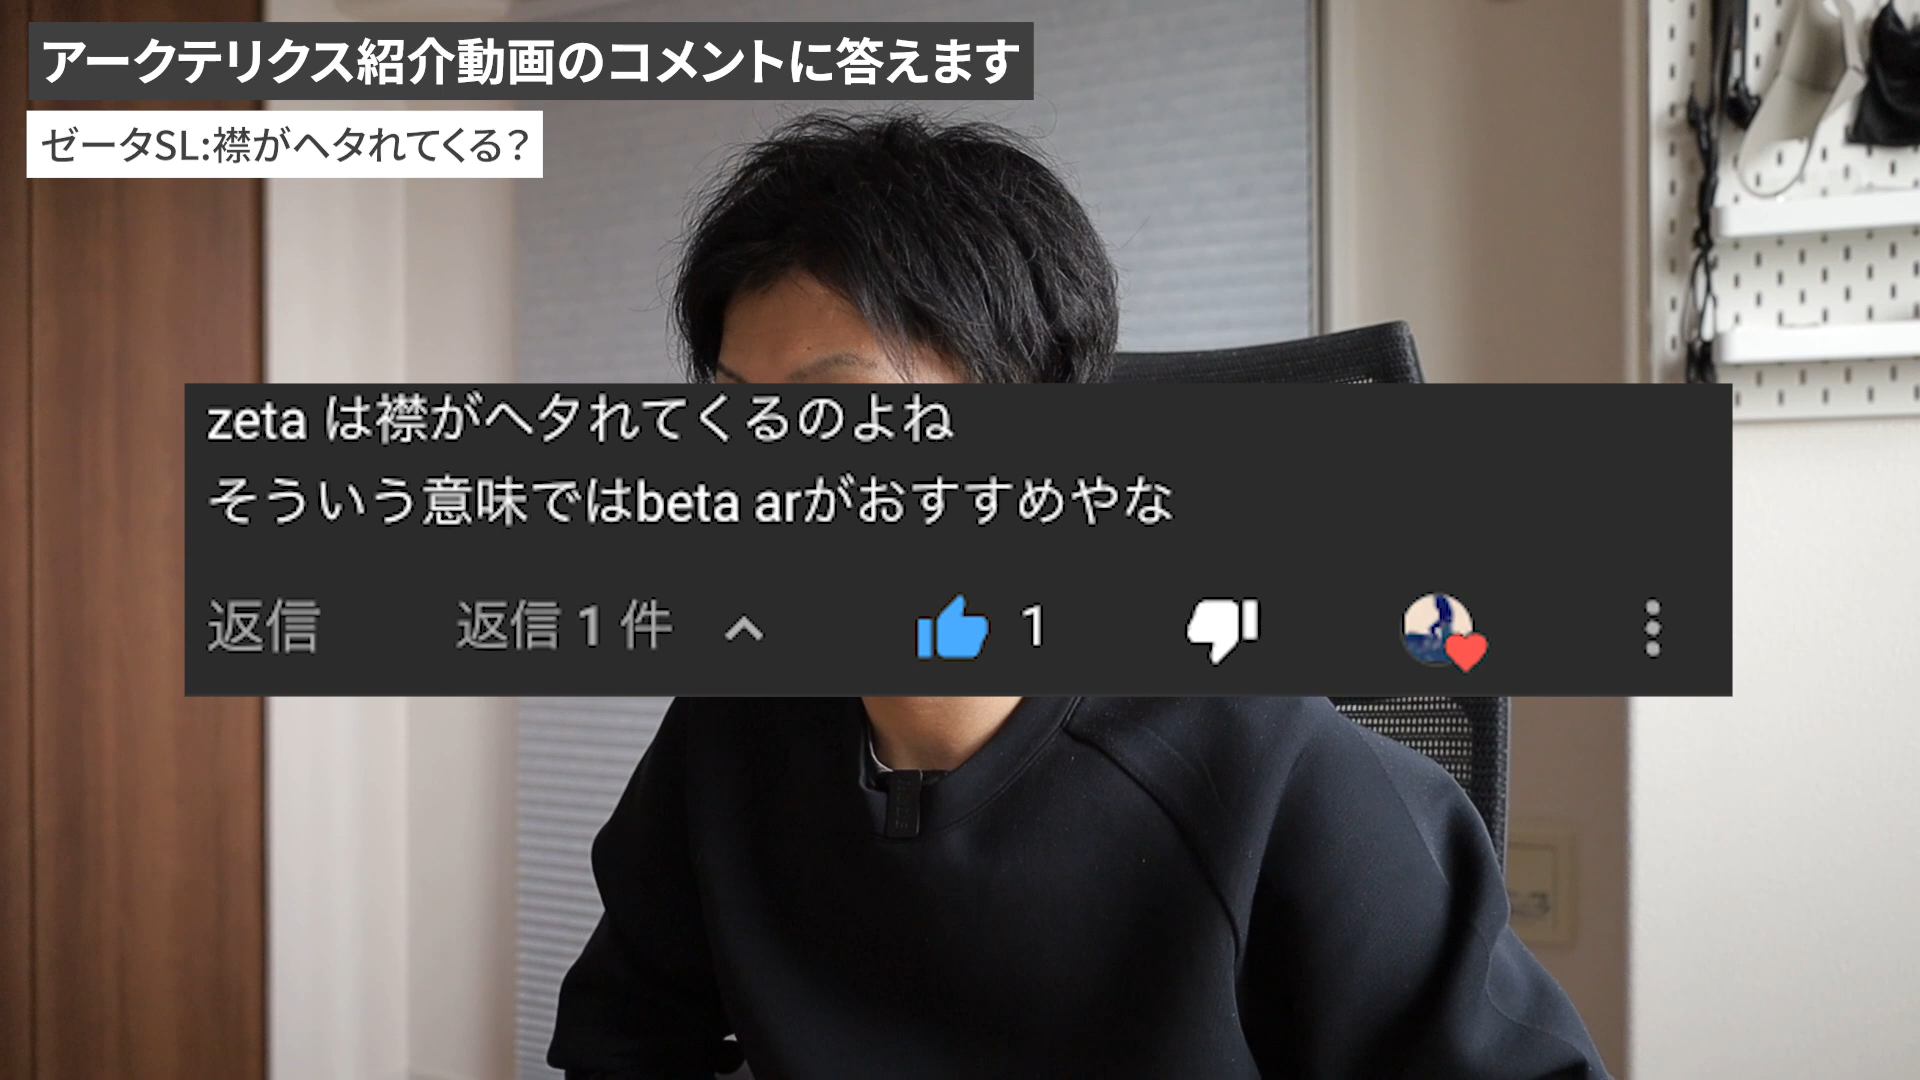 アークテリクス紹介動画のコメントに答えます
ゼータSL:襟がヘタれてくる？
zeta は襟がヘタれてくるのよね
そういう意味ではbeta arがおすすめやな
返信 返信 1 件 1